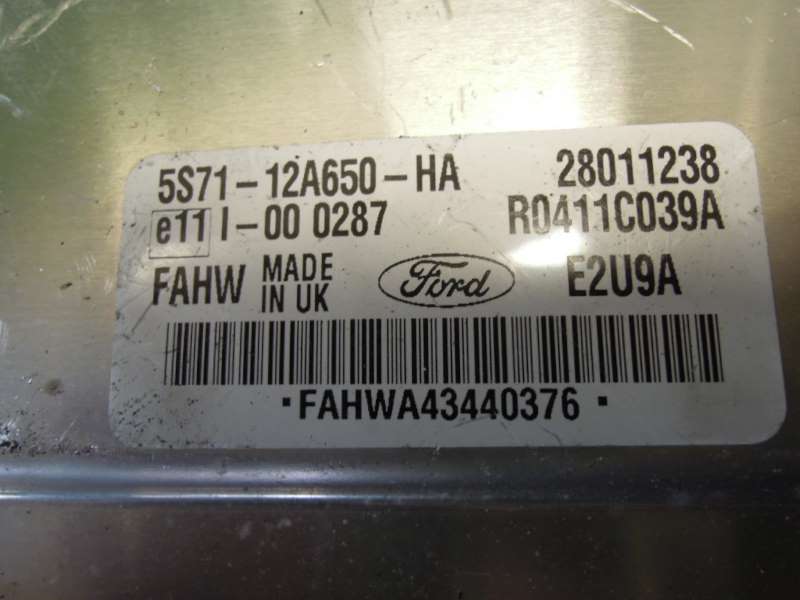 5S71-12A650-HA 28011238
e11 I-00 0287 R0411C039A
FAHW MADE IN UK Ford E2U9A
·FAHWA43440376·